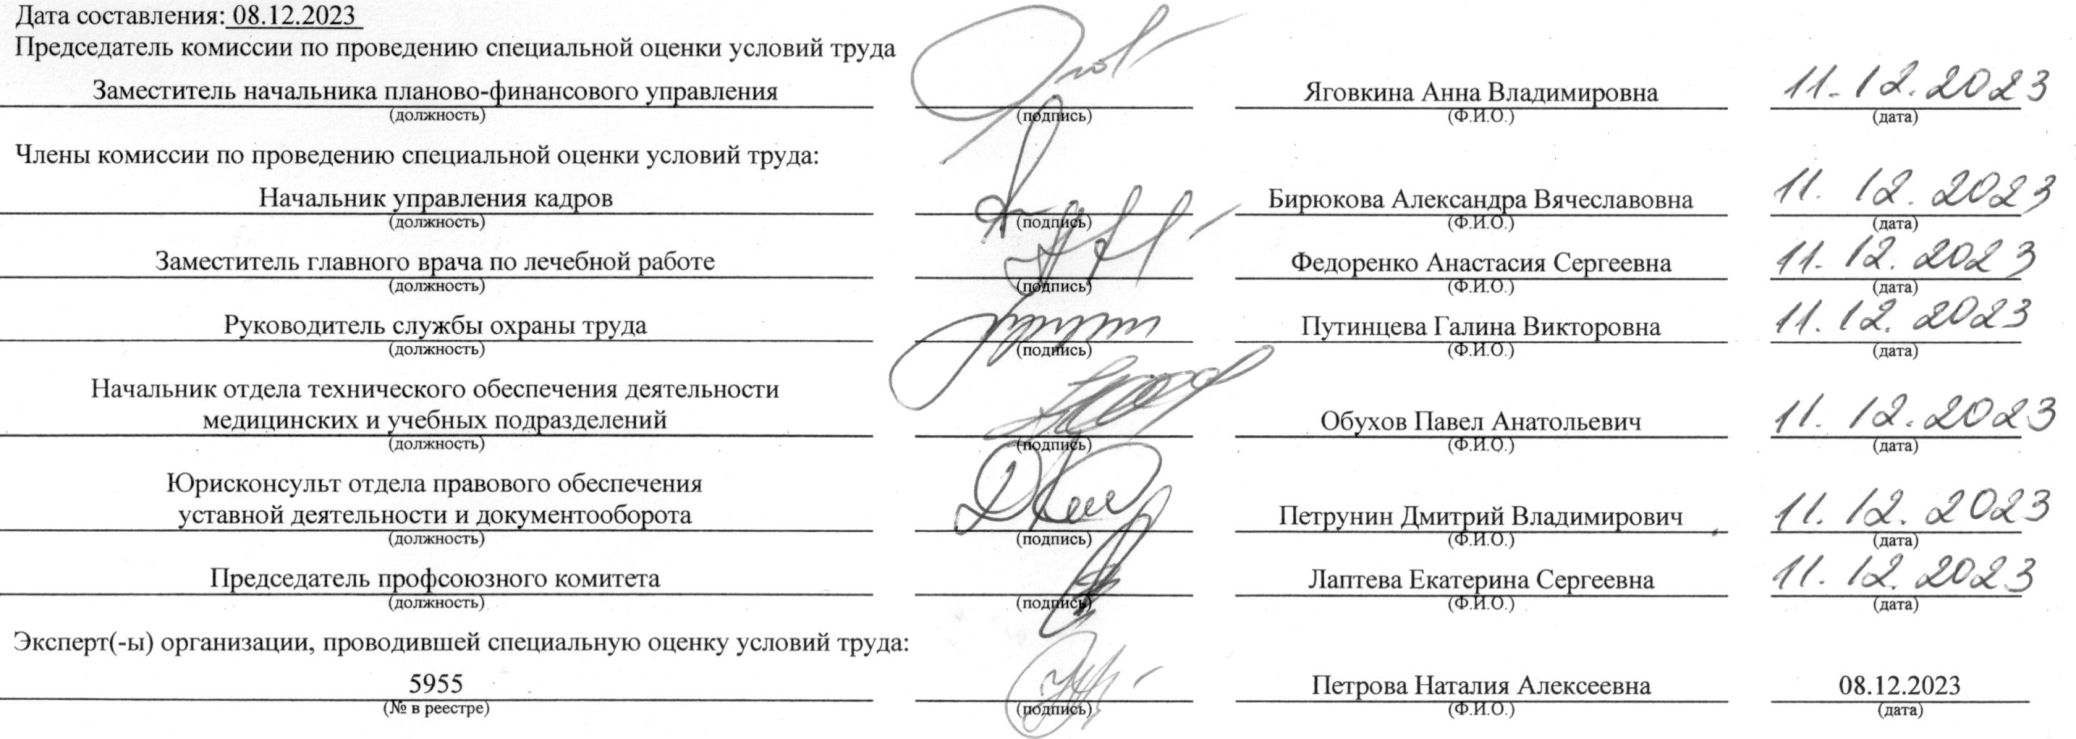 Дата составления: 08.12.2023
Председатель комиссии по проведению специальной оценки условий труда
Заместитель начальника планово-финансового управления Яговкина Анна Владимировна 11.12.2023
(должность) (подпись) (Ф.И.О.) (дата)
Члены комиссии по проведению специальной оценки условий труда:
Начальник управления кадров Бирюкова Александра Вячеславовна 11.12.2023
(должность) (подпись) (Ф.И.О.) (дата)
Заместитель главного врача по лечебной работе Федоренко Анастасия Сергеевна 11.12.2023
(должность) (подпись) (Ф.И.О.) (дата)
Руководитель службы охраны труда Путинцева Галина Викторовна 11.12.2023
(должность) (подпись) (Ф.И.О.) (дата)
Начальник отдела технического обеспечения деятельности
медицинских и учебных подразделений Обухов Павел Анатольевич 11.12.2023
(должность) (подпись) (Ф.И.О.) (дата)
Юрисконсульт отдела правового обеспечения
уставной деятельности и документооборота Петрунин Дмитрий Владимирович 11.12.2023
(должность) (подпись) (Ф.И.О.) (дата)
Председатель профсоюзного комитета Лаптева Екатерина Сергеевна 11.12.2023
(должность) (подпись) (Ф.И.О.) (дата)
Эксперт(-ы) организации, проводившей специальную оценку условий труда:
5955 Петрова Наталия Алексеевна 08.12.2023
(№ в реестре) (подпись) (Ф.И.О.) (дата)